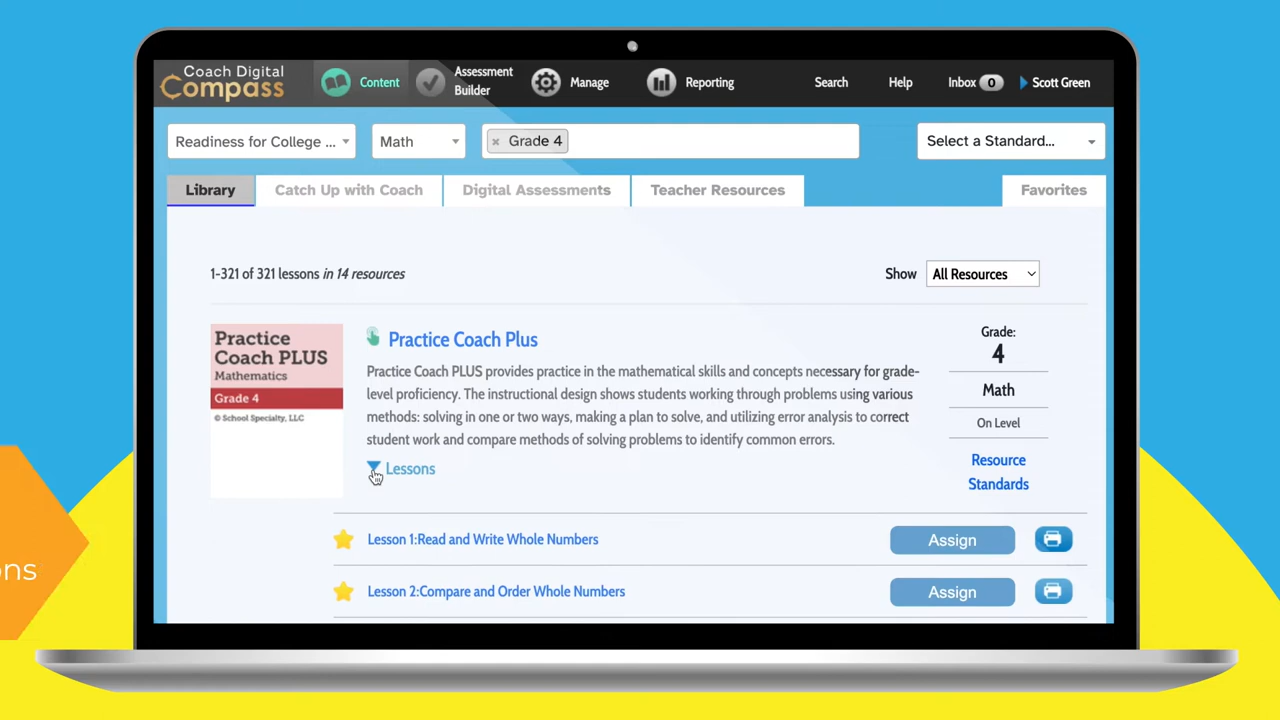 Coach Digital
Compass
Content
Assessment
Builder
Manage
Reporting
Search
Help
Inbox 0
Scott Green
Readiness for College ...
Math
× Grade 4
Select a Standard...
Library
Catch Up with Coach
Digital Assessments
Teacher Resources
Favorites
1-321 of 321 lessons in 14 resources
Show
All Resources
Practice
Coach PLUS
Mathematics
Grade 4
© School Specialty, LLC
Practice Coach Plus
Practice Coach PLUS provides practice in the mathematical skills and concepts necessary for grade-
level proficiency. The instructional design shows students working through problems using various
methods: solving in one or two ways, making a plan to solve, and utilizing error analysis to correct
student work and compare methods of solving problems to identify common errors.
Lessons
Grade:
4
Math
On Level
Resource
Standards
ons
Lesson 1:Read and Write Whole Numbers
Assign
Lesson 2:Compare and Order Whole Numbers
Assign